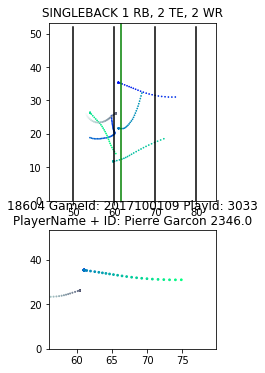 SINGLEBACK 1 RB, 2 TE, 2 WR
50
40
30
20
10
0
50 60 70 80
18604 GameId: 2017100109 PlayId: 3033
PlayerName + ID: Pierre Garcon 2346.0
40
20
0
60 65 70 75